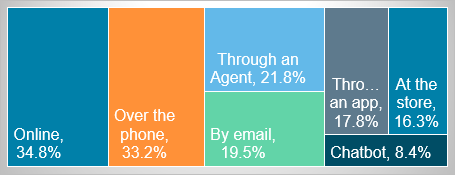 Online,
34.8%
Over the
phone,
33.2%
Through an
Agent, 21.8%
By email,
19.5%
Thro...
an app,
17.8%
At the
store,
16.3%
Chatbot, 8.4%